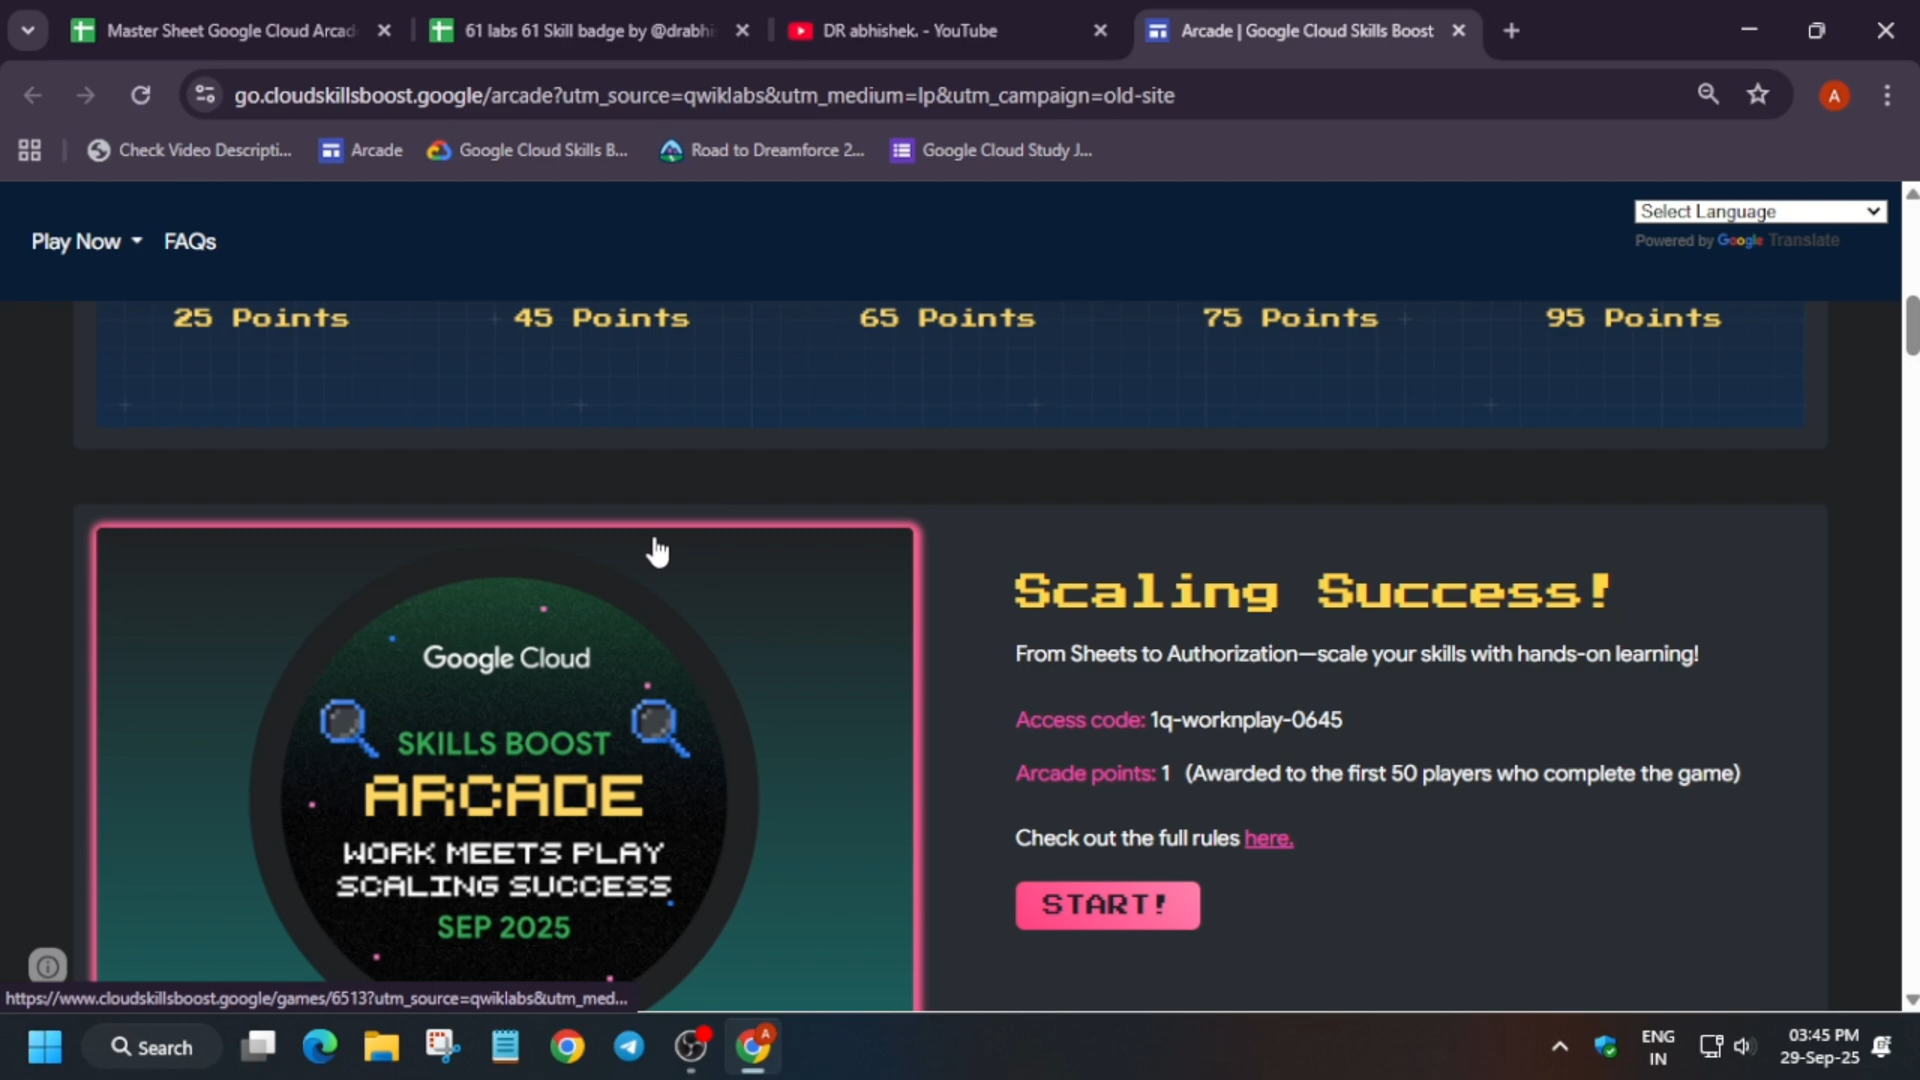 Master Sheet Google Cloud Arcad
61 labs 61 Skill badge by @drabhi
DR abhishek. - YouTube
Arcade | Google Cloud Skills Boost
go.cloudskillsboost.google/arcade?utm_source=qwiklabs&utm_medium=lp&utm_campaign=old-site
A
Check Video Descripti...
Arcade
Google Cloud Skills B...
Road to Dreamforce 2...
Google Cloud Study J...
Play Now
FAQs
Select Language
Powered by Google Translate
25 Points
45 Points
65 Points
75 Points
95 Points
Google Cloud
SKILLS BOOST
ARCADE
WORK MEETS PLAY
SCALING SUCCESS
SEP 2025
Scaling Success!
From Sheets to Authorization—scale your skills with hands-on learning!
Access code: 1q-worknplay-0645
Arcade points: 1 (Awarded to the first 50 players who complete the game)
Check out the full rules here.
START!
https://www.cloudskillsboost.google/games/6513?utm_source=qwiklabs&utm_med...
Search
A
ENG
IN
03:45 PM
29-Sep-25